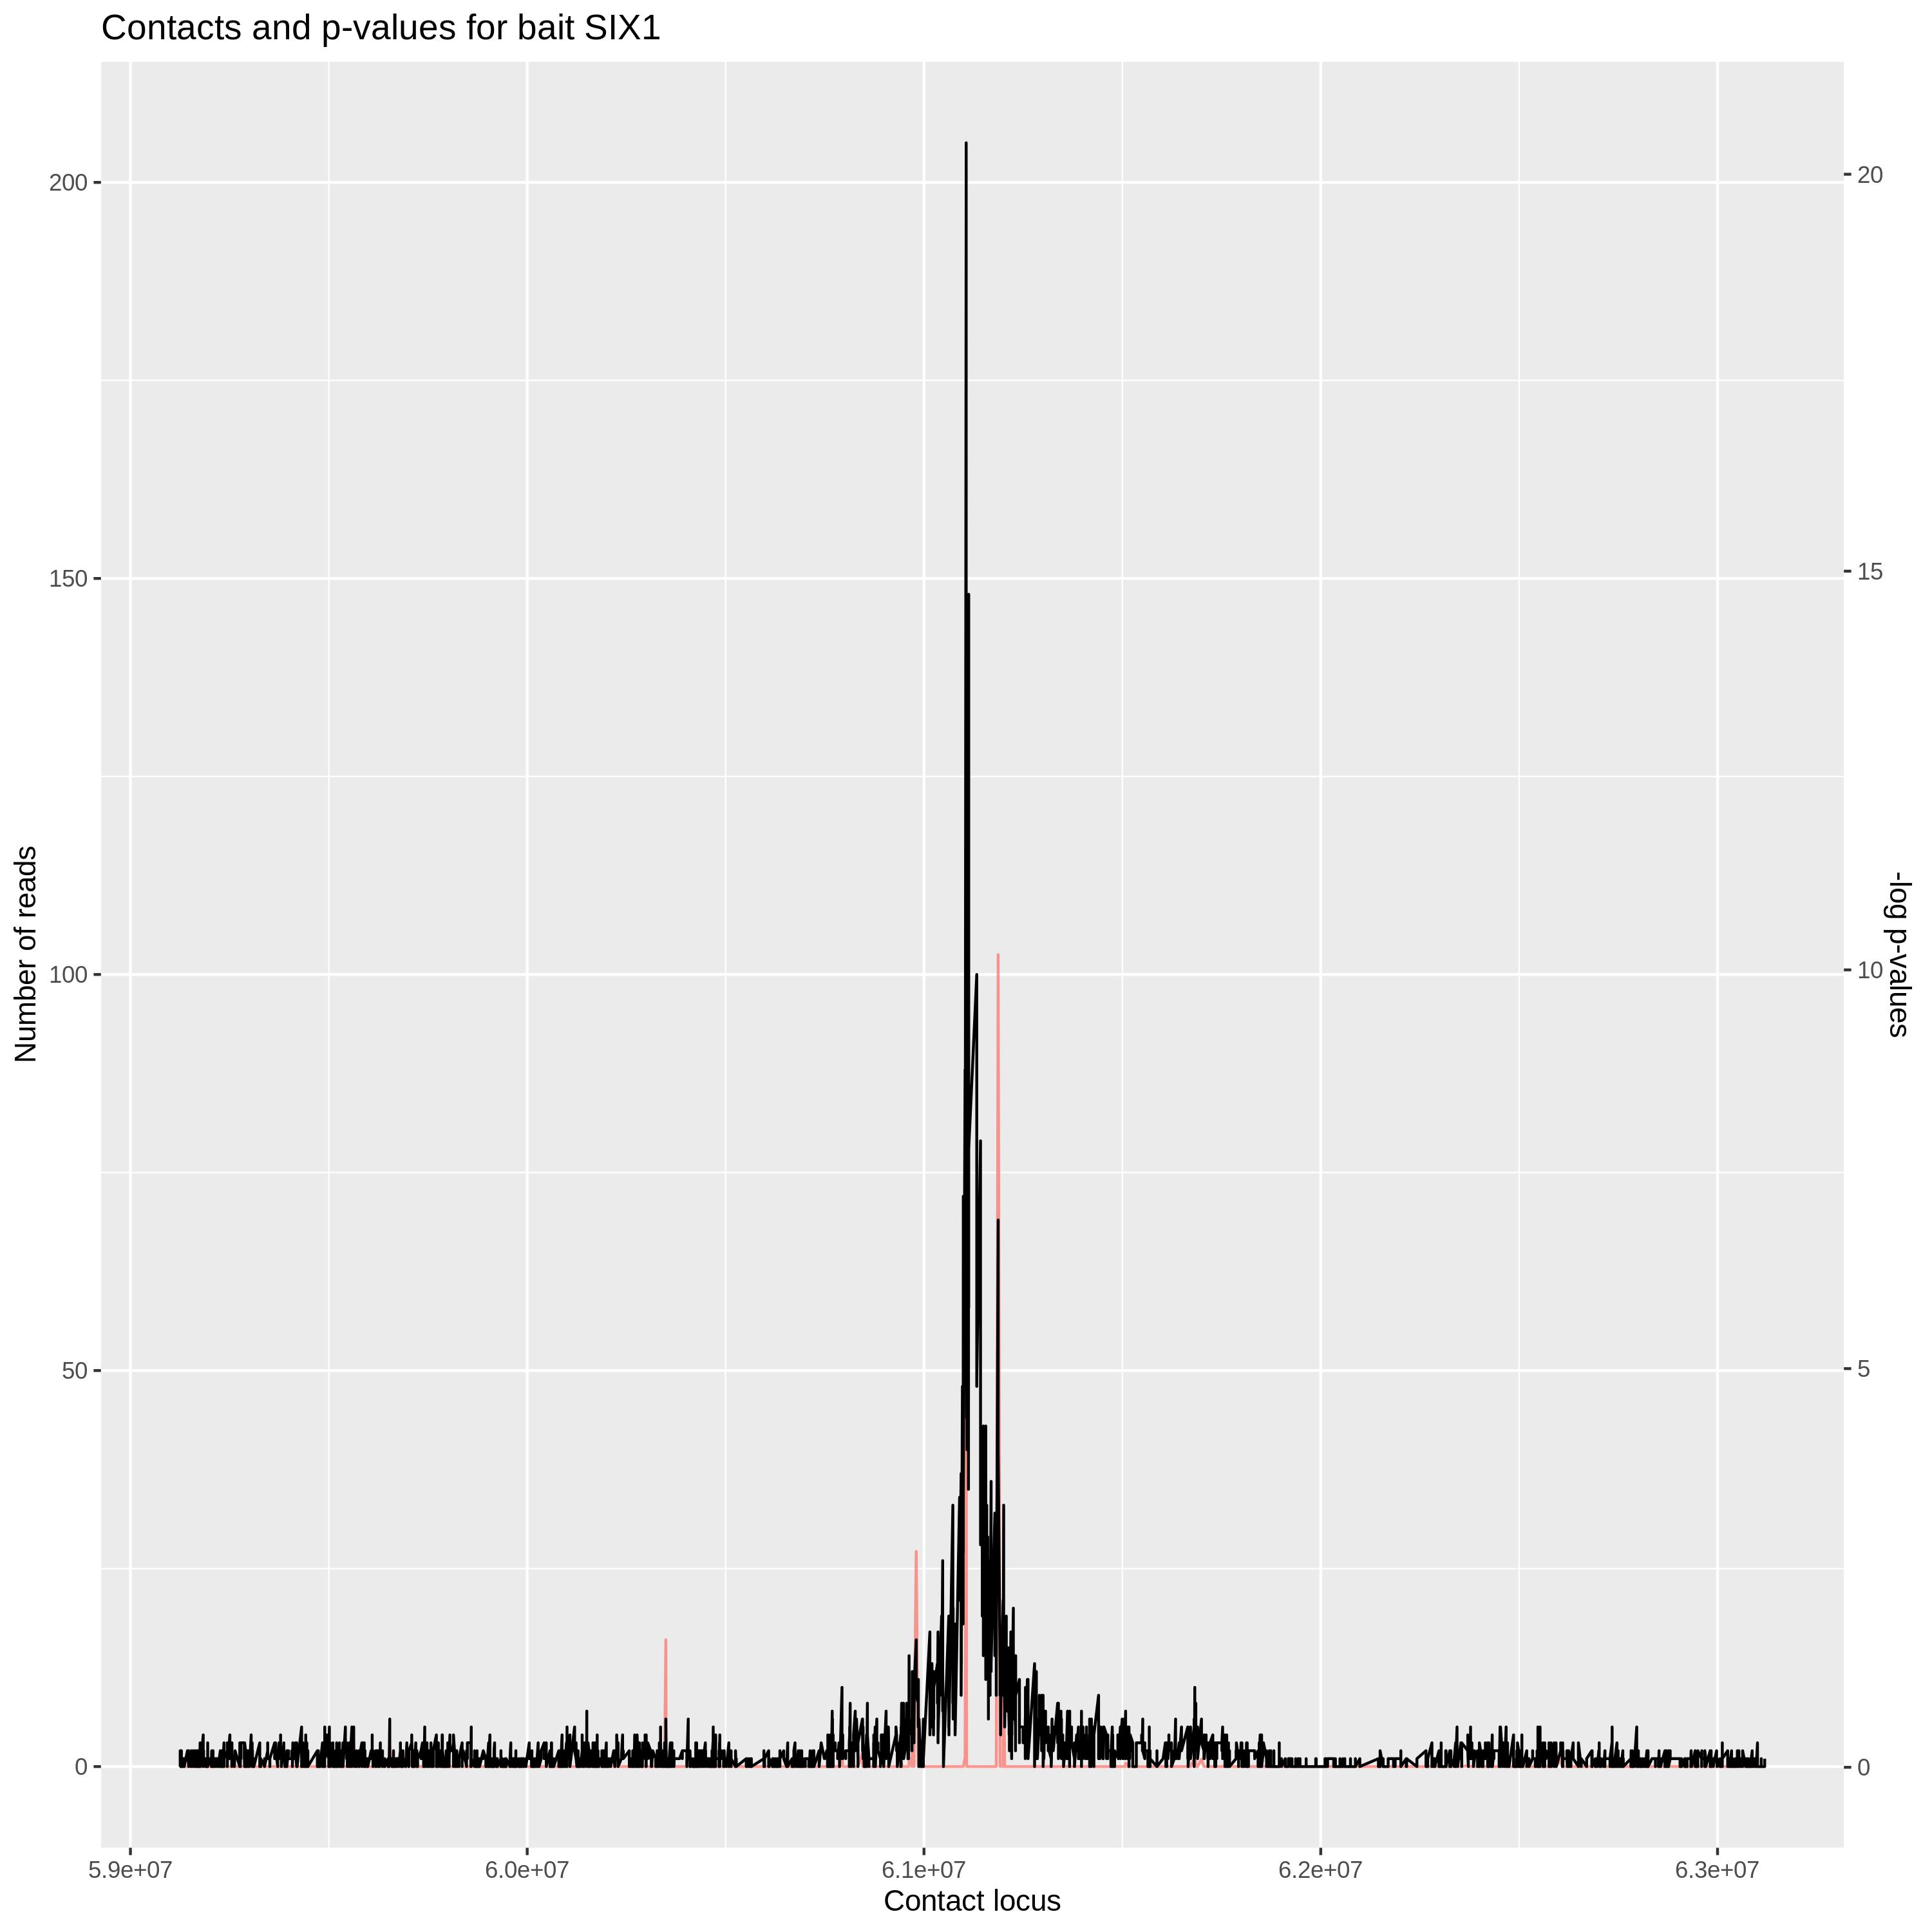 Contacts and p-values for bait SIX1
200
150
100
50
0
Number of reads
20
15
10
5
0
-log p-values
5.9e+07
6.0e+07
6.1e+07
6.2e+07
6.3e+07
Contact locus